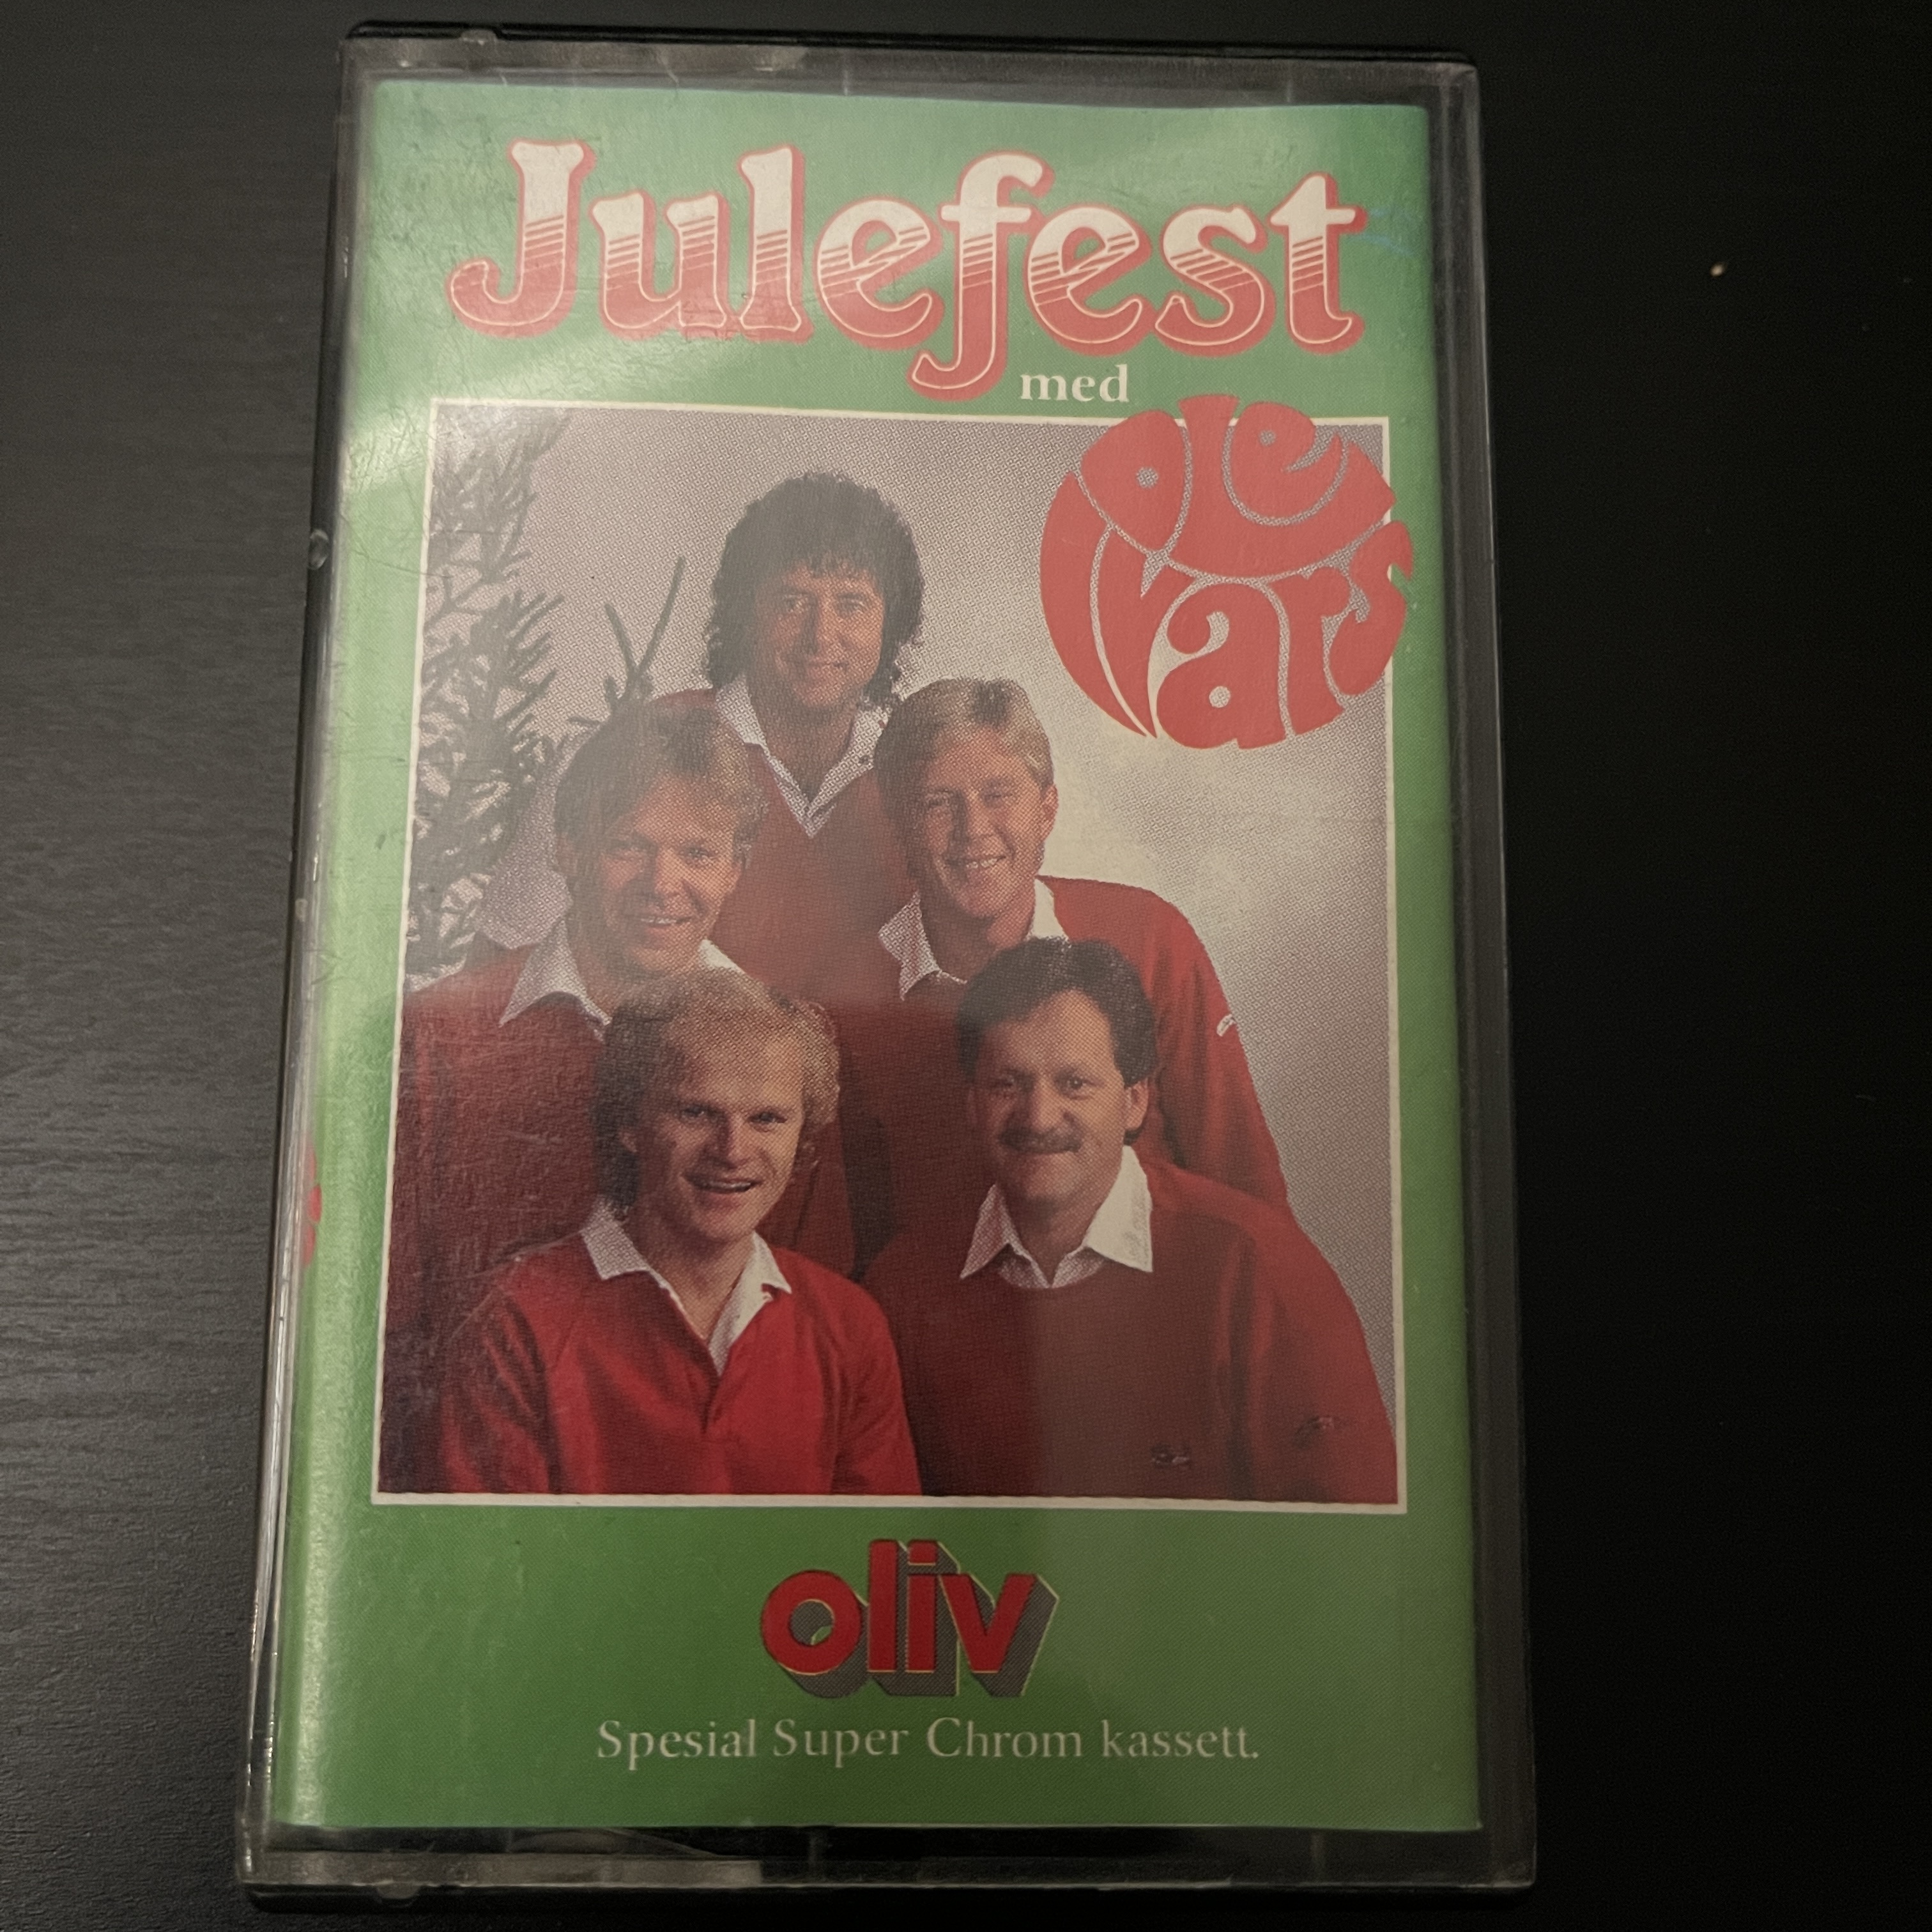 Julefest
med
Ole
Ivars
oliv
Spesial Super Chrom kassett.